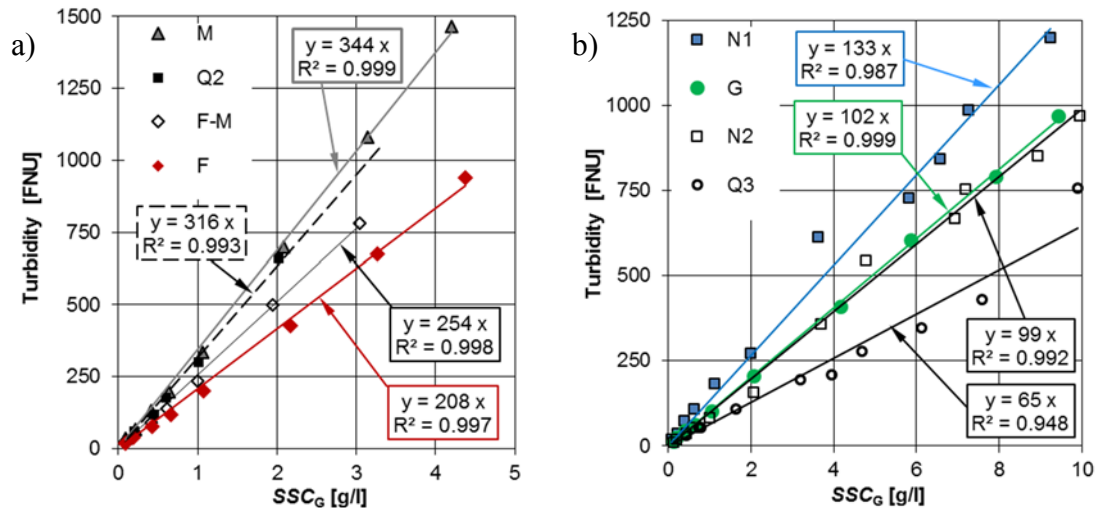 a)
1500
1250
1000
750
500
250
0
Turbidity [FNU]
M
Q2
F-M
F
y = 344 x
R² = 0.999
y = 316 x
R² = 0.993
y = 254 x
R² = 0.998
y = 208 x
R² = 0.997
0 1 2 3 4 5
SSCG [g/l]
b)
1250
1000
750
500
250
0
Turbidity [FNU]
N1
G
N2
Q3
y = 133 x
R² = 0.987
y = 102 x
R² = 0.999
y = 99 x
R² = 0.992
y = 65 x
R² = 0.948
0 2 4 6 8 10
SSCG [g/l]